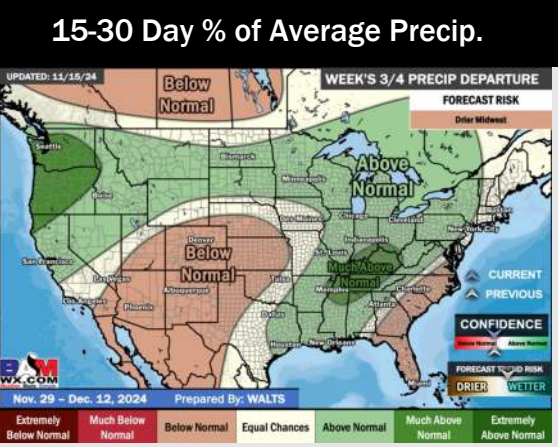 15-30 Day % of Average Precip.
UPDATED: 11/15/24
WEEK'S 3/4 PRECIP DEPARTURE
FORECAST RISK
Drier Midwest
Below
Normal
Seattle
Bismarck
Minneapolis
Above
Normal
Boise
Des Moines
Chicago
Cleveland
Boston
New York City
San Francisco
Denver
Below
Normal
Indianapolis
St. Louis
Much Above
Normal
Las Vegas
Los Angeles
Albuquerque
Phoenix
Tulsa
Memphis
Charlotte
Atlanta
Dallas
Houston
New Orleans
Miami
CURRENT
PREVIOUS
CONFIDENCE
Below Normal
Above Normal
FORECAST TREND RISK
DRIER
WETTER
BAM
WX.COM
Nov. 29 – Dec. 12, 2024
Prepared By: WALTS
Extremely
Below Normal
Much Below
Normal
Below Normal
Equal Chances
Above Normal
Much Above
Normal
Extremely
Above Normal